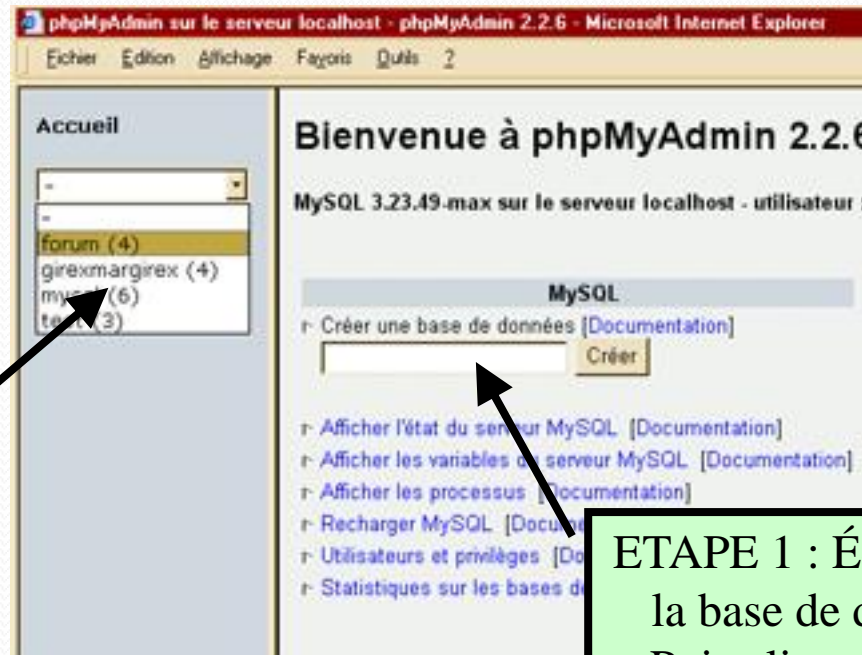 phpMyAdmin sur le serveur localhost - phpMyAdmin 2.2.6 - Microsoft Internet Explorer
Fichier Edition Affichage Favoris Outils ?
Accueil
-
-
forum (4)
girexmargirex (4)
mysql (6)
test (3)
Bienvenue à phpMyAdmin 2.2.6
MySQL 3.23.49-max sur le serveur localhost - utilisateur :
MySQL
Créer une base de données [Documentation]
Créer
Afficher l'état du serveur MySQL [Documentation]
Afficher les variables du serveur MySQL [Documentation]
Afficher les processus [Documentation]
Recharger MySQL [Docume
Utilisateurs et privilèges [Do
Statistiques sur les bases de
ETAPE 1 : É
la base de